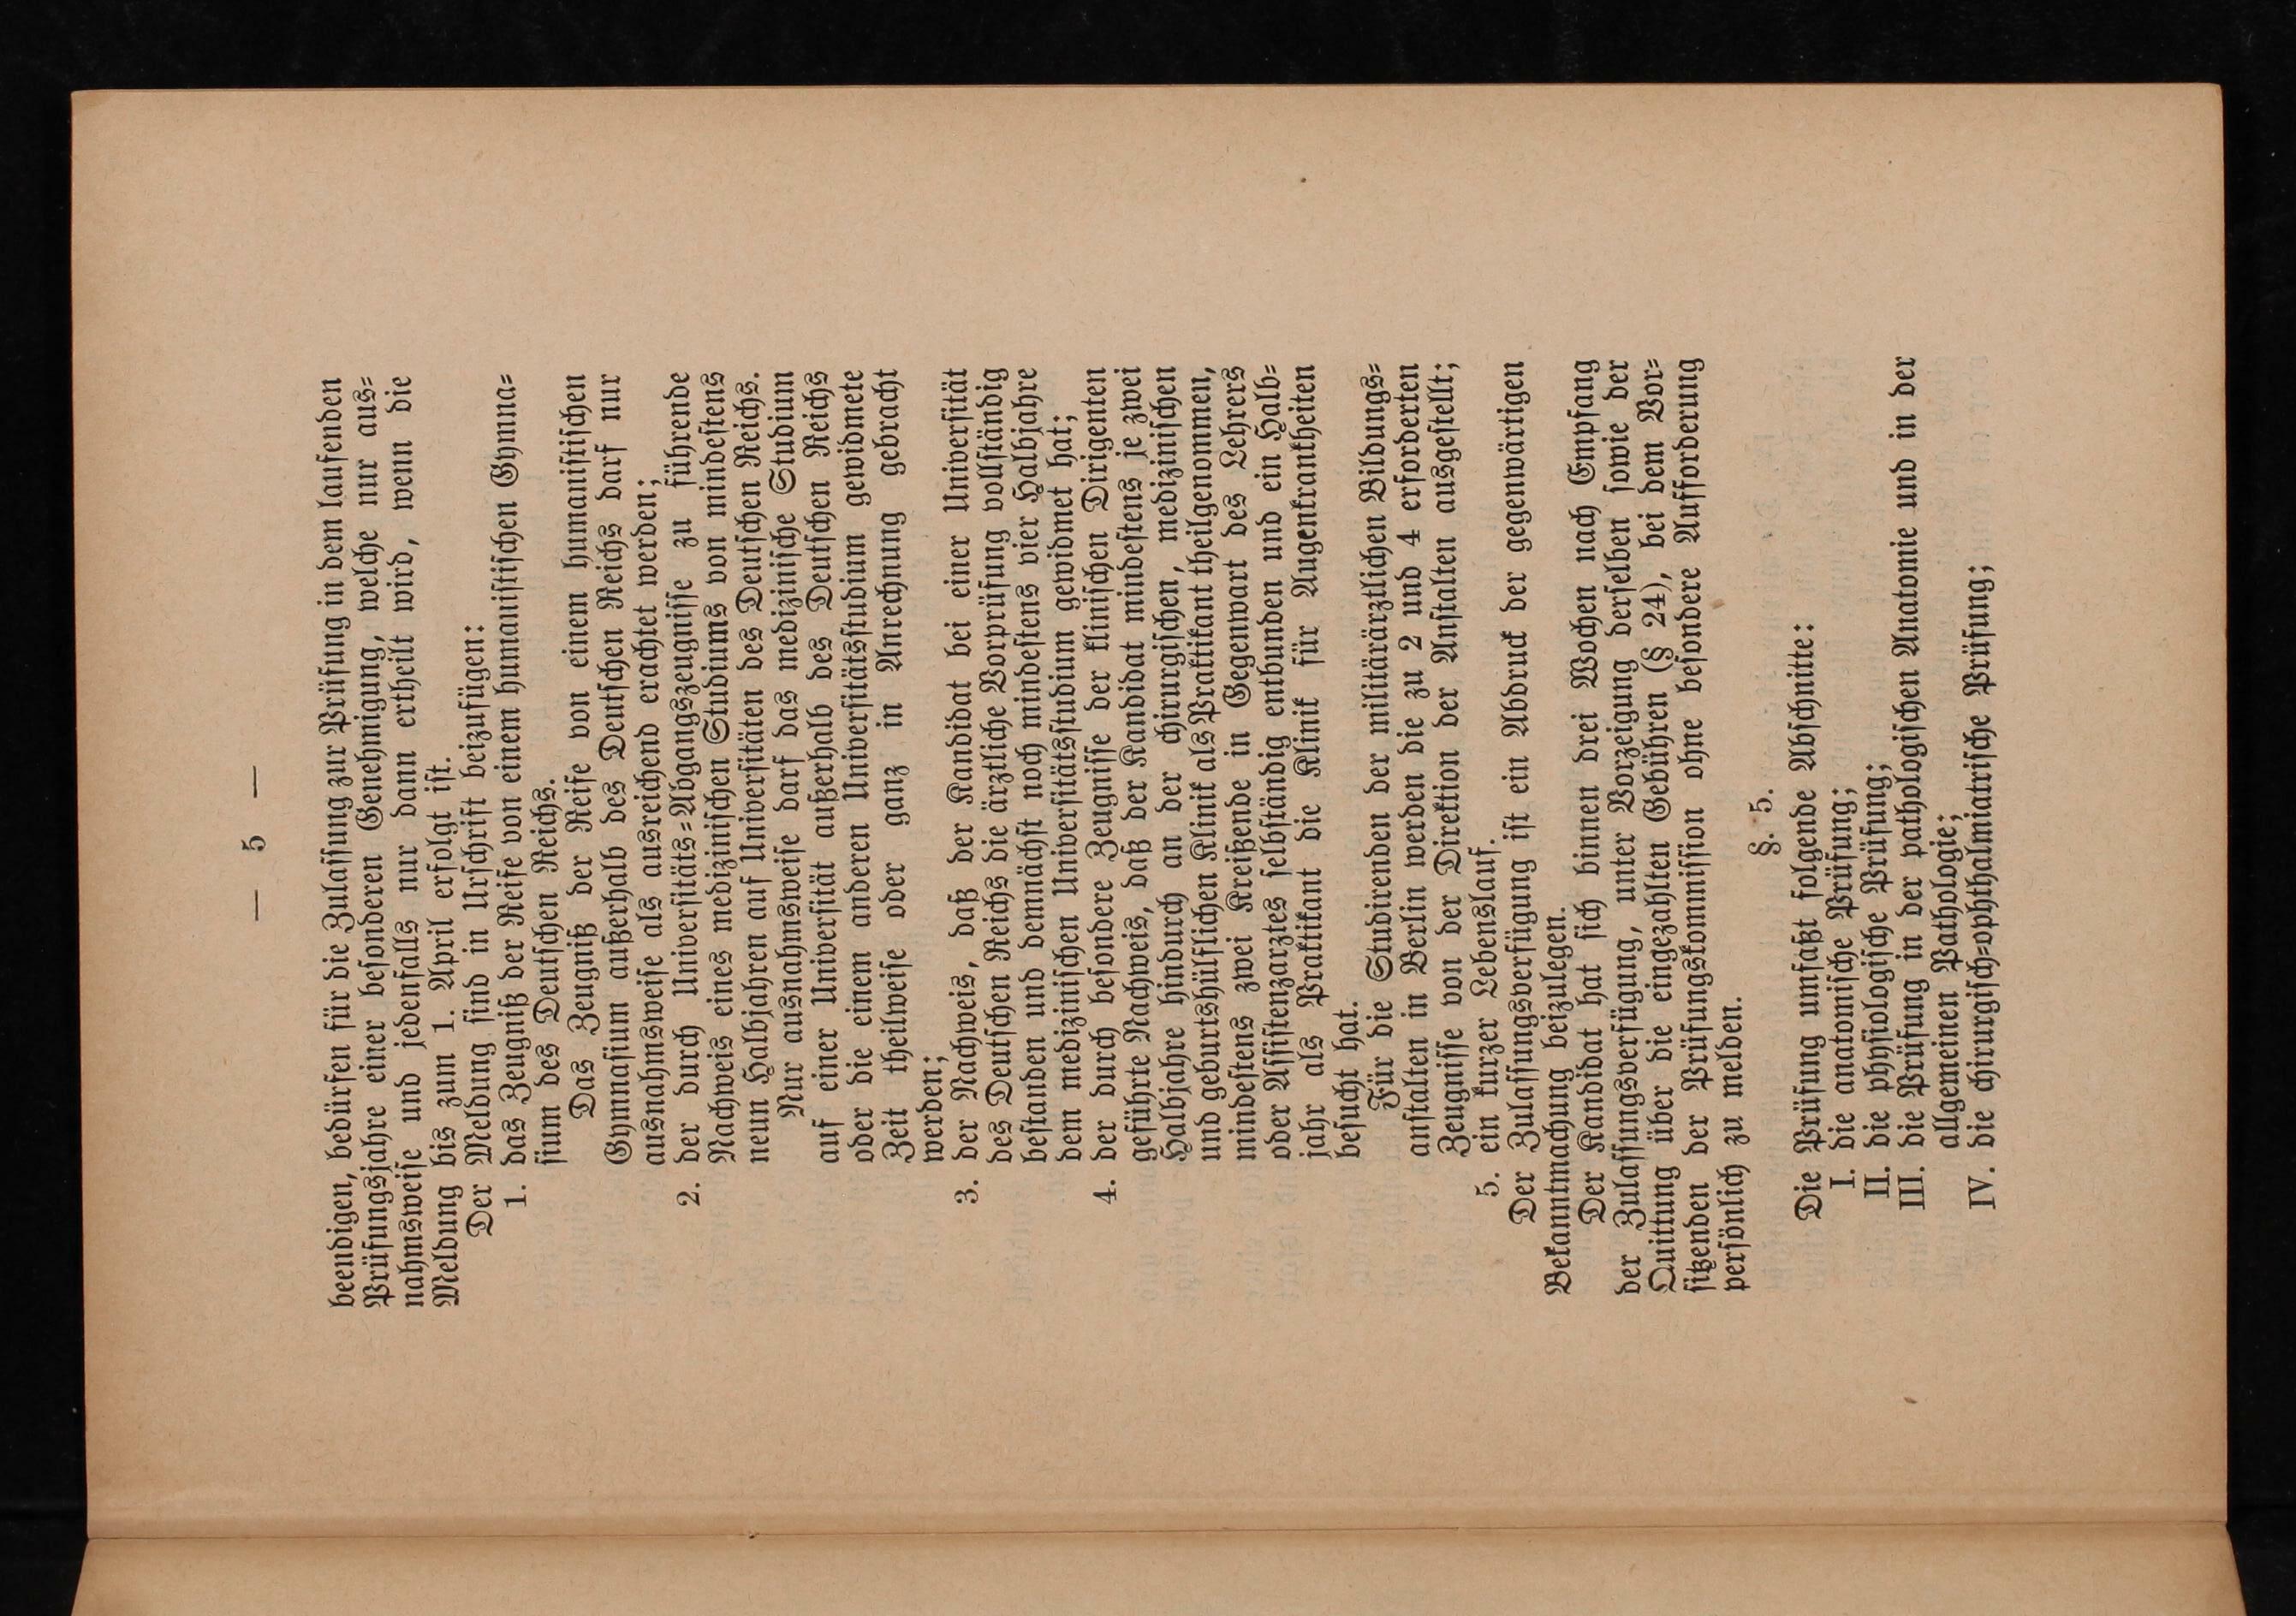 — 5 —
beendigen, bedürfen für die Zulassung zur Prüfung in dem laufenden
Prüfungsjahre einer besonderen Genehmigung, welche nur aus-
nahmsweise und jedenfalls nur dann ertheilt wird, wenn die
Meldung bis zum 1. April erfolgt ist.
Der Meldung sind in Urschrift beizufügen:
1. das Zeugniß der Reife von einem humanistischen Gymna-
sium des Deutschen Reichs.
Das Zeugniß der Reife von einem humanistischen
Gymnasium außerhalb des Deutschen Reichs darf nur
ausnahmsweise als ausreichend erachtet werden;
2. der durch Universitäts-Abgangszeugnisse zu führende
Nachweis eines medizinischen Studiums von mindestens
neun Halbjahren auf Universitäten des Deutschen Reichs.
Nur ausnahmsweise darf das medizinische Studium
auf einer Universität außerhalb des Deutschen Reichs
oder die einem anderen Universitätsstudium gewidmete
Zeit theilweise oder ganz in Anrechnung gebracht
werden;
3. der Nachweis, daß der Kandidat bei einer Universität
des Deutschen Reichs die ärztliche Vorprüfung vollständig
bestanden und demnächst noch mindestens vier Halbjahre
dem medizinischen Universitätsstudium gewidmet hat;
4. der durch besondere Zeugnisse der klinischen Dirigenten
geführte Nachweis, daß der Kandidat mindestens je zwei
Halbjahre hindurch an der chirurgischen, medizinischen
und geburtshülflichen Klinik als Praktikant theilgenommen,
mindestens zwei Kreißende in Gegenwart des Lehrers
oder Assistenzarztes selbständig entbunden und ein Halb-
jahr als Praktikant die Klinik für Augenkrankheiten
besucht hat.
Für die Studirenden der militärärztlichen Bildungs-
anstalten in Berlin werden die zu 2 und 4 erforderten
Zeugnisse von der Direktion der Anstalten ausgestellt;
5. ein kurzer Lebenslauf.
Der Zulassungsverfügung ist ein Abdruck der gegenwärtigen
Bekanntmachung beizulegen.
Der Kandidat hat sich binnen drei Wochen nach Empfang
der Zulassungsverfügung, unter Vorzeigung derselben sowie der
Quittung über die eingezahlten Gebühren (§ 24), bei dem Vor-
sitzenden der Prüfungskommission ohne besondere Aufforderung
persönlich zu melden.
§. 5.
Die Prüfung umfaßt folgende Abschnitte:
I. die anatomische Prüfung;
II. die physiologische Prüfung;
III. die Prüfung in der pathologischen Anatomie und in der
allgemeinen Pathologie;
IV. die chirurgisch-ophthalmiatrische Prüfung;